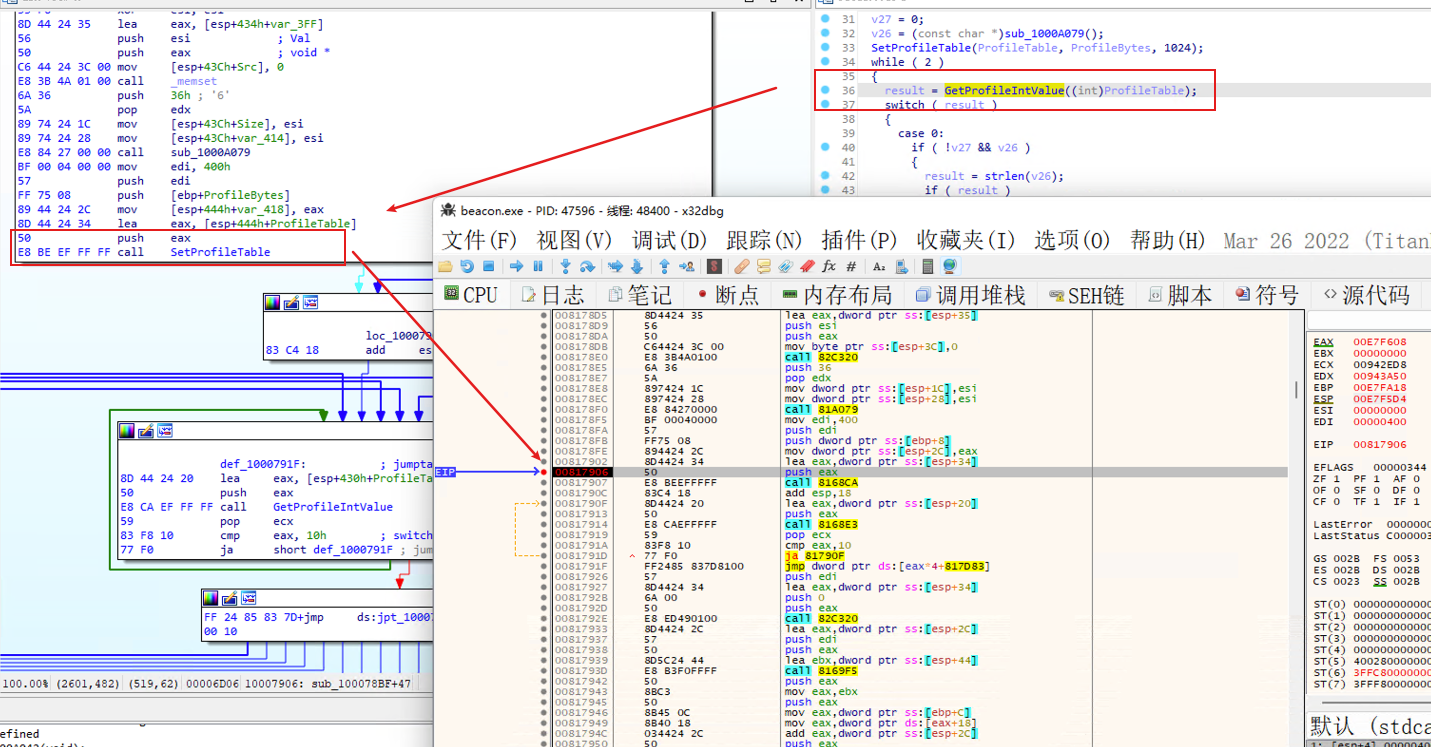 8D 44 24 35 lea eax, [esp+434h+var_3FF]
56 push esi ; Val
50 push eax ; void *
C6 44 24 3C 00 mov [esp+43Ch+Src], 0
E8 3B 4A 01 00 call _memset
6A 36 push 36h ; '6'
5A pop edx
89 74 24 1C mov [esp+43Ch+Size], esi
89 74 24 28 mov [esp+43Ch+var_414], esi
E8 84 27 00 00 call sub_1000A079
BF 00 04 00 00 mov edi, 400h
57 push edi
FF 75 08 push [ebp+ProfileBytes]
89 44 24 2C mov [esp+444h+var_418], eax
8D 44 24 34 lea eax, [esp+444h+ProfileTable]
50 push eax
E8 BE EF FF FF call SetProfileTable
loc_100079
83 C4 18 add es
def_1000791F: ; jumpta
8D 44 24 20 lea eax, [esp+430h+ProfileTa
50 push eax
E8 CA EF FF FF call GetProfileIntValue
59 pop ecx
83 F8 10 cmp eax, 10h ; switch
77 F0 ja short def_1000791F ; jum
FF 24 85 83 7D+jmp ds:jpt_1000
00 10
100.00% (2601,482) (519,62) 00006D06 10007906: sub_100078BF+47
efined
31 v27 = 0;
32 v26 = (const char *)sub_1000A079();
33 SetProfileTable(ProfileTable, ProfileBytes, 1024);
34 while ( 2 )
35 {
36 result = GetProfileIntValue((int)ProfileTable);
37 switch ( result )
38 {
39 case 0:
40 if ( !v27 && v26 )
41 {
42 result = strlen(v26);
43 if ( result )
beacon.exe - PID: 47596 - 线程: 48400 - x32dbg
文件(F) 视图(V) 调试(D) 跟踪(N) 插件(P) 收藏夹(I) 选项(O) 帮助(H) Mar 26 2022 (Titan
CPU 日志 笔记 断点 内存布局 调用堆栈 SEH链 脚本 符号 源代码
008178D5 8D4424 35 lea eax,dword ptr ss:[esp+35]
008178D9 56 push esi
008178DA 50 push eax
008178DB C64424 3C 00 mov byte ptr ss:[esp+3C],0
008178E0 E8 3B4A0100 call 82C320
008178E5 6A 36 push 36
008178E7 5A pop edx
008178E8 897424 1C mov dword ptr ss:[esp+1C],esi
008178EC 897424 28 mov dword ptr ss:[esp+28],esi
008178F0 E8 84270000 call 81A079
008178F5 BF 00040000 mov edi,400
008178FA 57 push edi
008178FB FF75 08 push dword ptr ss:[ebp+8]
008178FE 894424 2C mov dword ptr ss:[esp+2C],eax
00817902 8D4424 34 lea eax,dword ptr ss:[esp+34]
EIP 00817906 50 push eax
00817907 E8 BEEFFFFF call 8168CA
0081790C 83C4 18 add esp,18
0081790F 8D4424 20 lea eax,dword ptr ss:[esp+20]
00817913 50 push eax
00817914 E8 CAEFFFFF call 8168E3
00817919 59 pop ecx
0081791A 83F8 10 cmp eax,10
0081791D 77 F0 ja 81790F
0081791F FF2485 837D8100 jmp dword ptr ds:[eax*4+817D83]
00817926 57 push edi
00817927 8D4424 34 lea eax,dword ptr ss:[esp+34]
0081792B 6A 00 push 0
0081792D 50 push eax
0081792E E8 ED490100 call 82C320
00817933 8D4424 2C lea eax,dword ptr ss:[esp+2C]
00817937 57 push edi
00817938 50 push eax
00817939 8D5C24 44 lea ebx,dword ptr ss:[esp+44]
0081793D E8 B3F0FFFF call 8169F5
00817942 50 push eax
00817943 8BC3 mov eax,ebx
00817945 50 push eax
00817946 8B45 0C mov eax,dword ptr ss:[ebp+C]
00817949 8B40 18 mov eax,dword ptr ds:[eax+18]
0081794C 034424 2C add eax,dword ptr ss:[esp+2C]
00817950 50 push eax
EAX 00E7F608
EBX 00000000
ECX 00942ED8
EDX 00943A50
EBP 00E7FA18
ESP 00E7F5D4
ESI 00000000
EDI 00000400
EIP 00817906
EFLAGS 00000344
ZF 1 PF 1 AF 0
OF 0 SF 0 DF 0
CF 0 TF 1 IF 1
LastError 0000000
LastStatus C00000
GS 002B FS 0053
ES 002B DS 002B
CS 0023 SS 002B
ST(0) 000000000000
ST(1) 000000000000
ST(2) 000000000000
ST(3) 000000000000
ST(4) 000000000000
ST(5) 400280000000
ST(6) 3FFC80000000
ST(7) 3FFF80000000
默认 (stdca